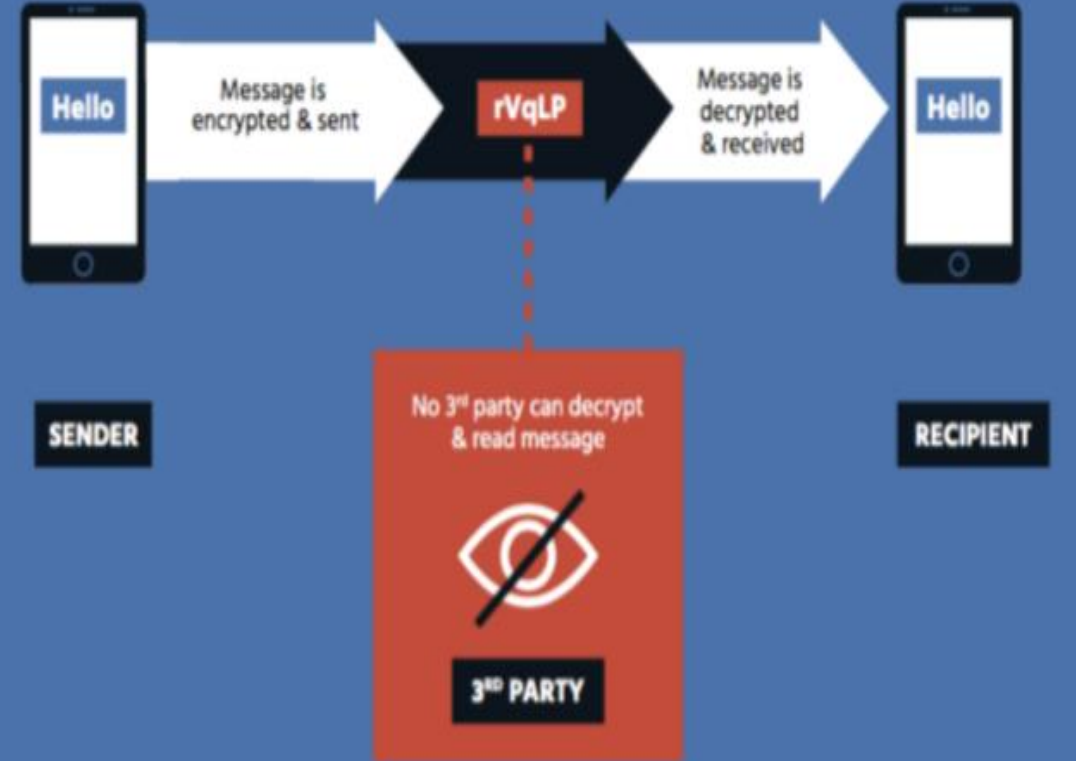 Hello
Message is
encrypted & sent
rVqLP
Message is
decrypted
& received
Hello
SENDER
RECIPIENT
No 3rd party can decrypt
& read message
3RD PARTY